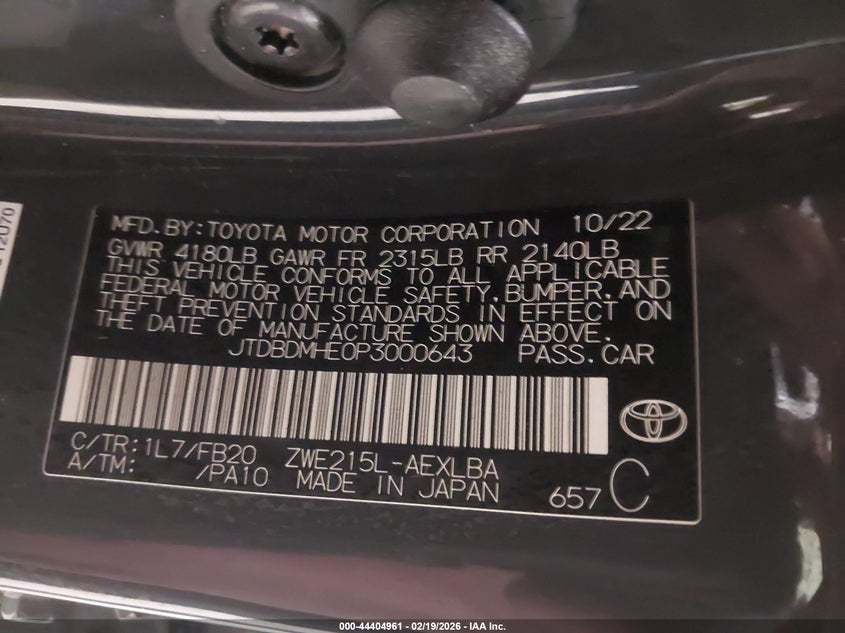 MFD. BY: TOYOTA MOTOR CORPORATION 10/22
GVWR 4180LB GAWR FR 2315LB RR 2140LB
THIS VEHICLE CONFORMS TO ALL APPLICABLE
FEDERAL MOTOR VEHICLE SAFETY, BUMPER, AND
THEFT PREVENTION STANDARDS IN EFFECT ON
THE DATE OF MANUFACTURE SHOWN ABOVE.
JTDBDMHE0P3000643 PASS. CAR
C/TR: 1L7/FB20 ZWE215L-AEXLBA
A/TM: /PA10 MADE IN JAPAN 657 C
000-44404961 - 02/19/2026 - IAA Inc.